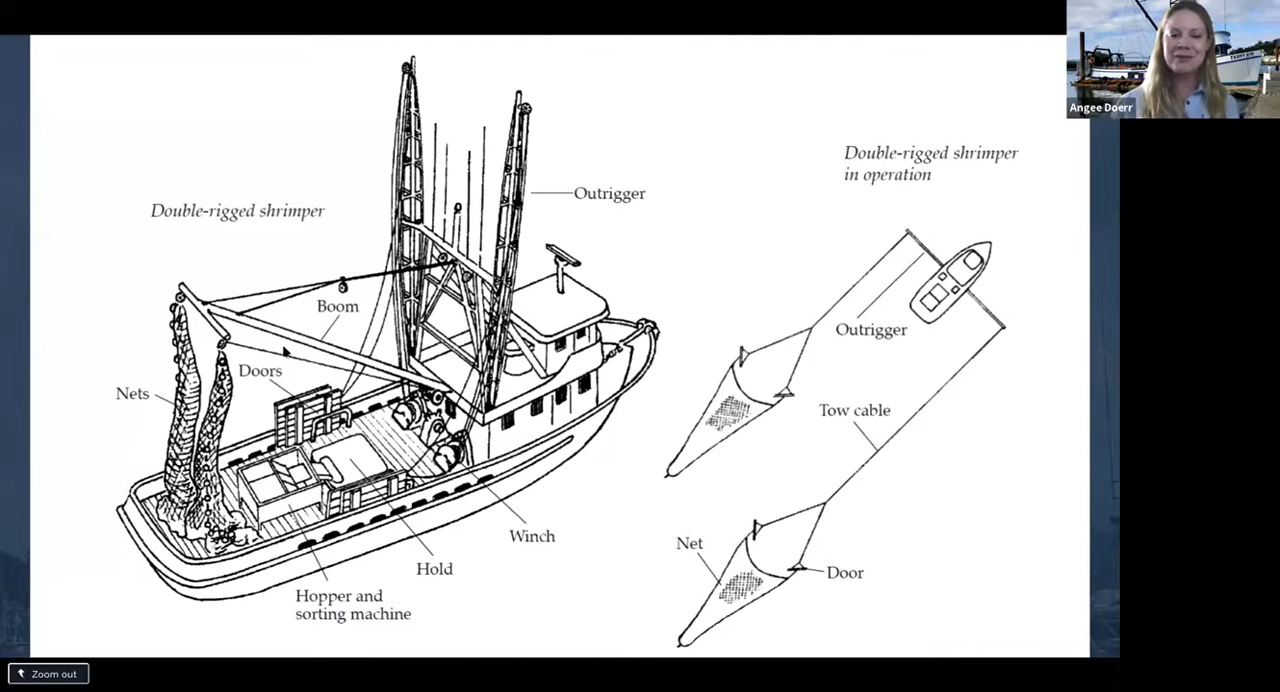 Angee Doerr
Double-rigged shrimper
in operation
Outrigger
Double-rigged shrimper
Boom
Outrigger
Doors
Nets
Tow cable
Winch
Net
Hold
Door
Hopper and
sorting machine
Zoom out